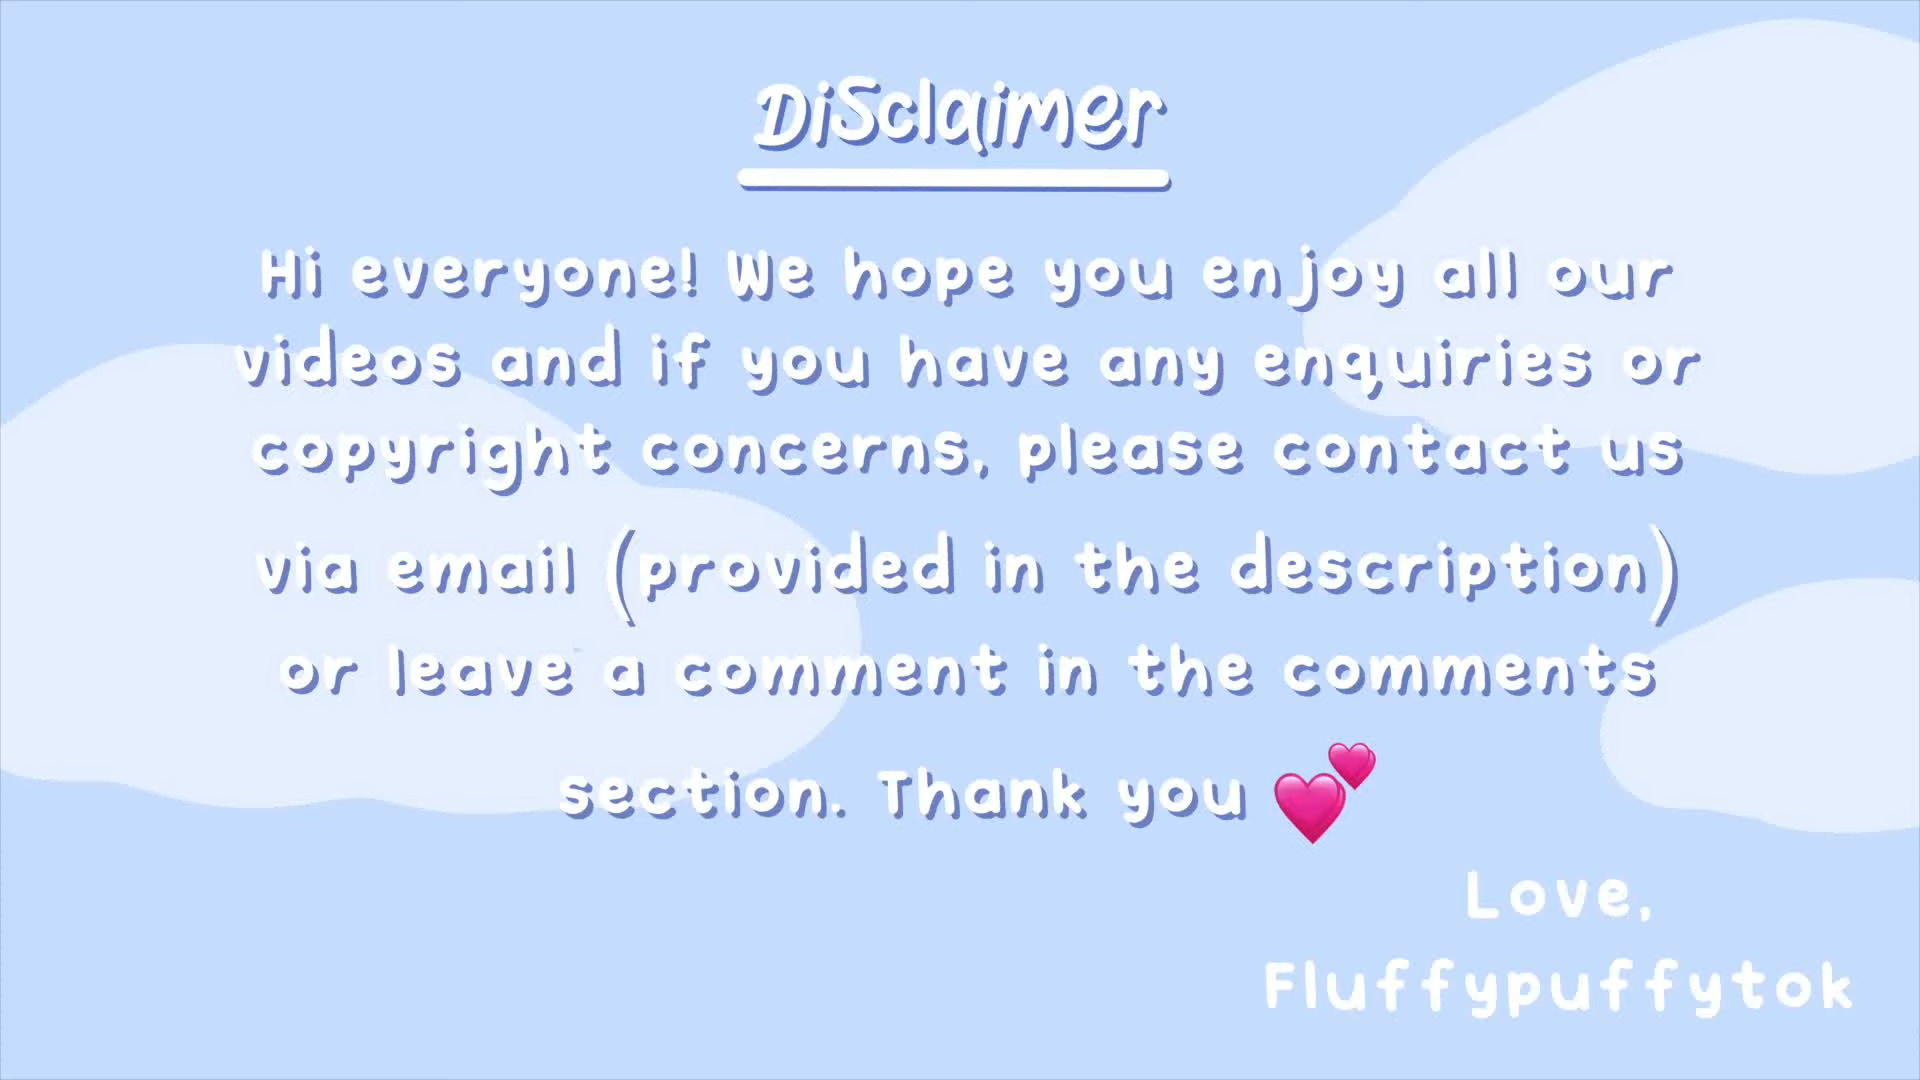 DiSclaimer
Hi everyone! We hope you enjoy all our
videos and if you have any enquiries or
copyright concerns, please contact us
via email (provided in the description)
or leave a comment in the comments
section. Thank you 💕
Love,
Fluffypuffytok